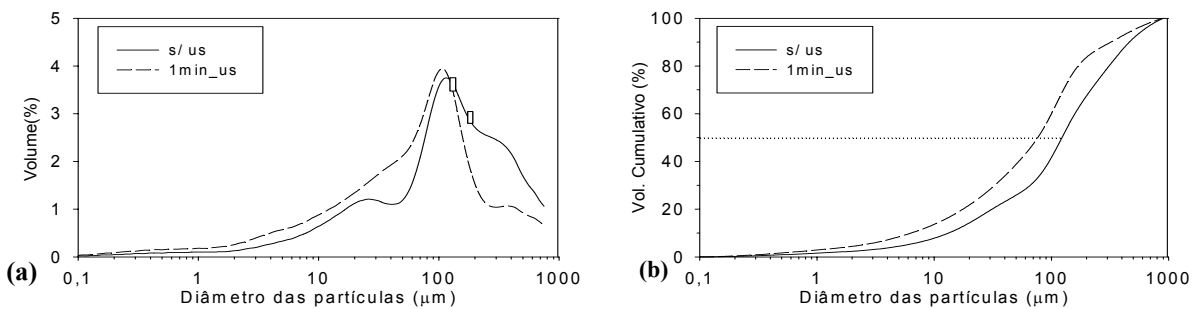 5
4
3
2
1
0
Volume(%)
s/ us
1min_us
0,1
1
10
100
1000
Diâmetro das partículas (μm)
(a)
100
80
60
40
20
0
Vol. Cumulativo (%)
s/ us
1min_us
0,1
1
10
100
1000
Diâmetro das partículas (μm)
(b)